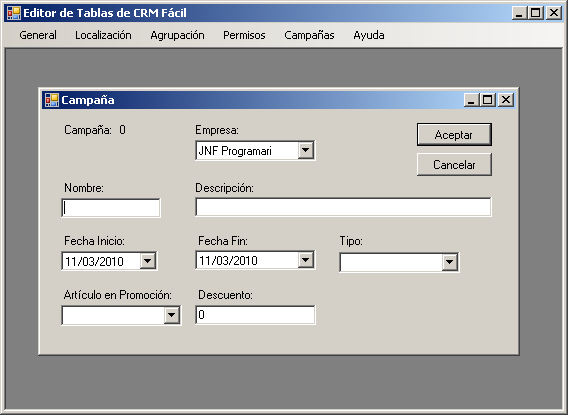 Editor de Tablas de CRM Fácil
General Localización Agrupación Permisos Campañas Ayuda
Campaña
Campaña: 0 Empresa:
JNF Programari
Aceptar
Cancelar
Nombre: Descripción:
Fecha Inicio: Fecha Fin: Tipo:
11/03/2010 11/03/2010
Artículo en Promoción: Descuento:
0